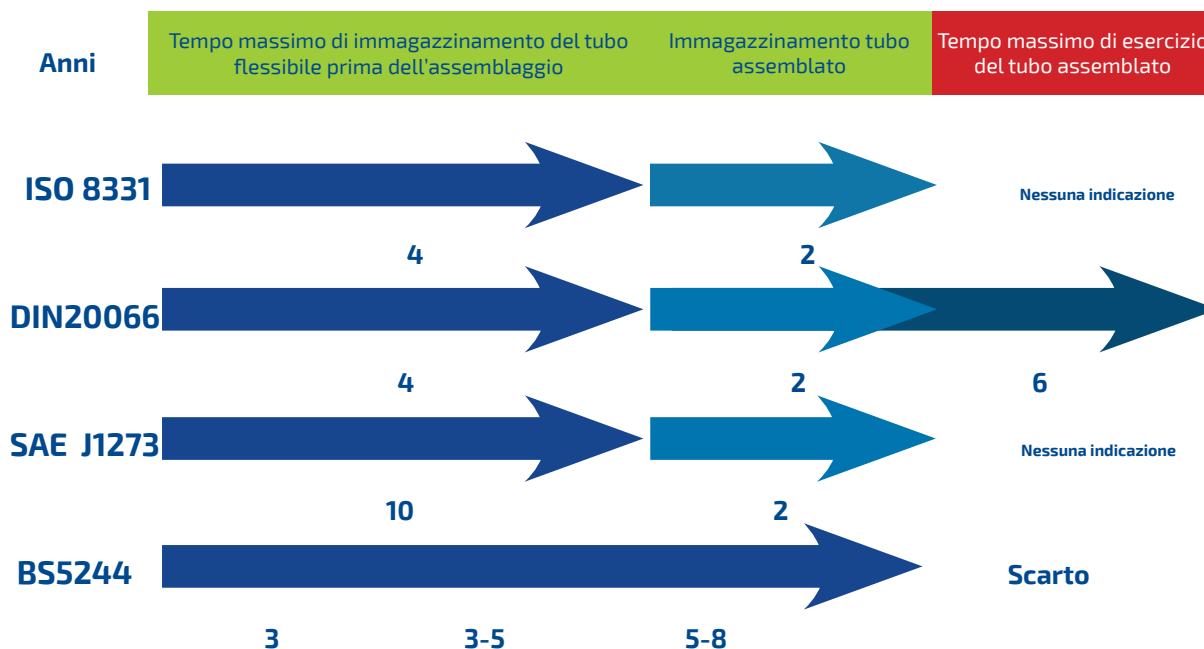 Anni
Tempo massimo di immagazzinamento del tubo
flessibile prima dell'assemblaggio
Immagazzinamento tubo
assemblato
Tempo massimo di esercizio
del tubo assemblato
ISO 8331
Nessuna indicazione
4
2
DIN20066
4
2
6
SAE J1273
Nessuna indicazione
10
2
BS5244
Scarto
3
3-5
5-8